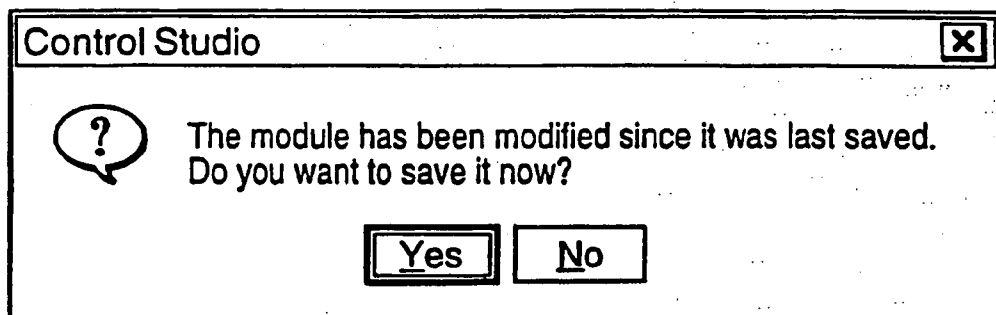 Control Studio
?
The module has been modified since it was last saved.
Do you want to save it now?
Yes No